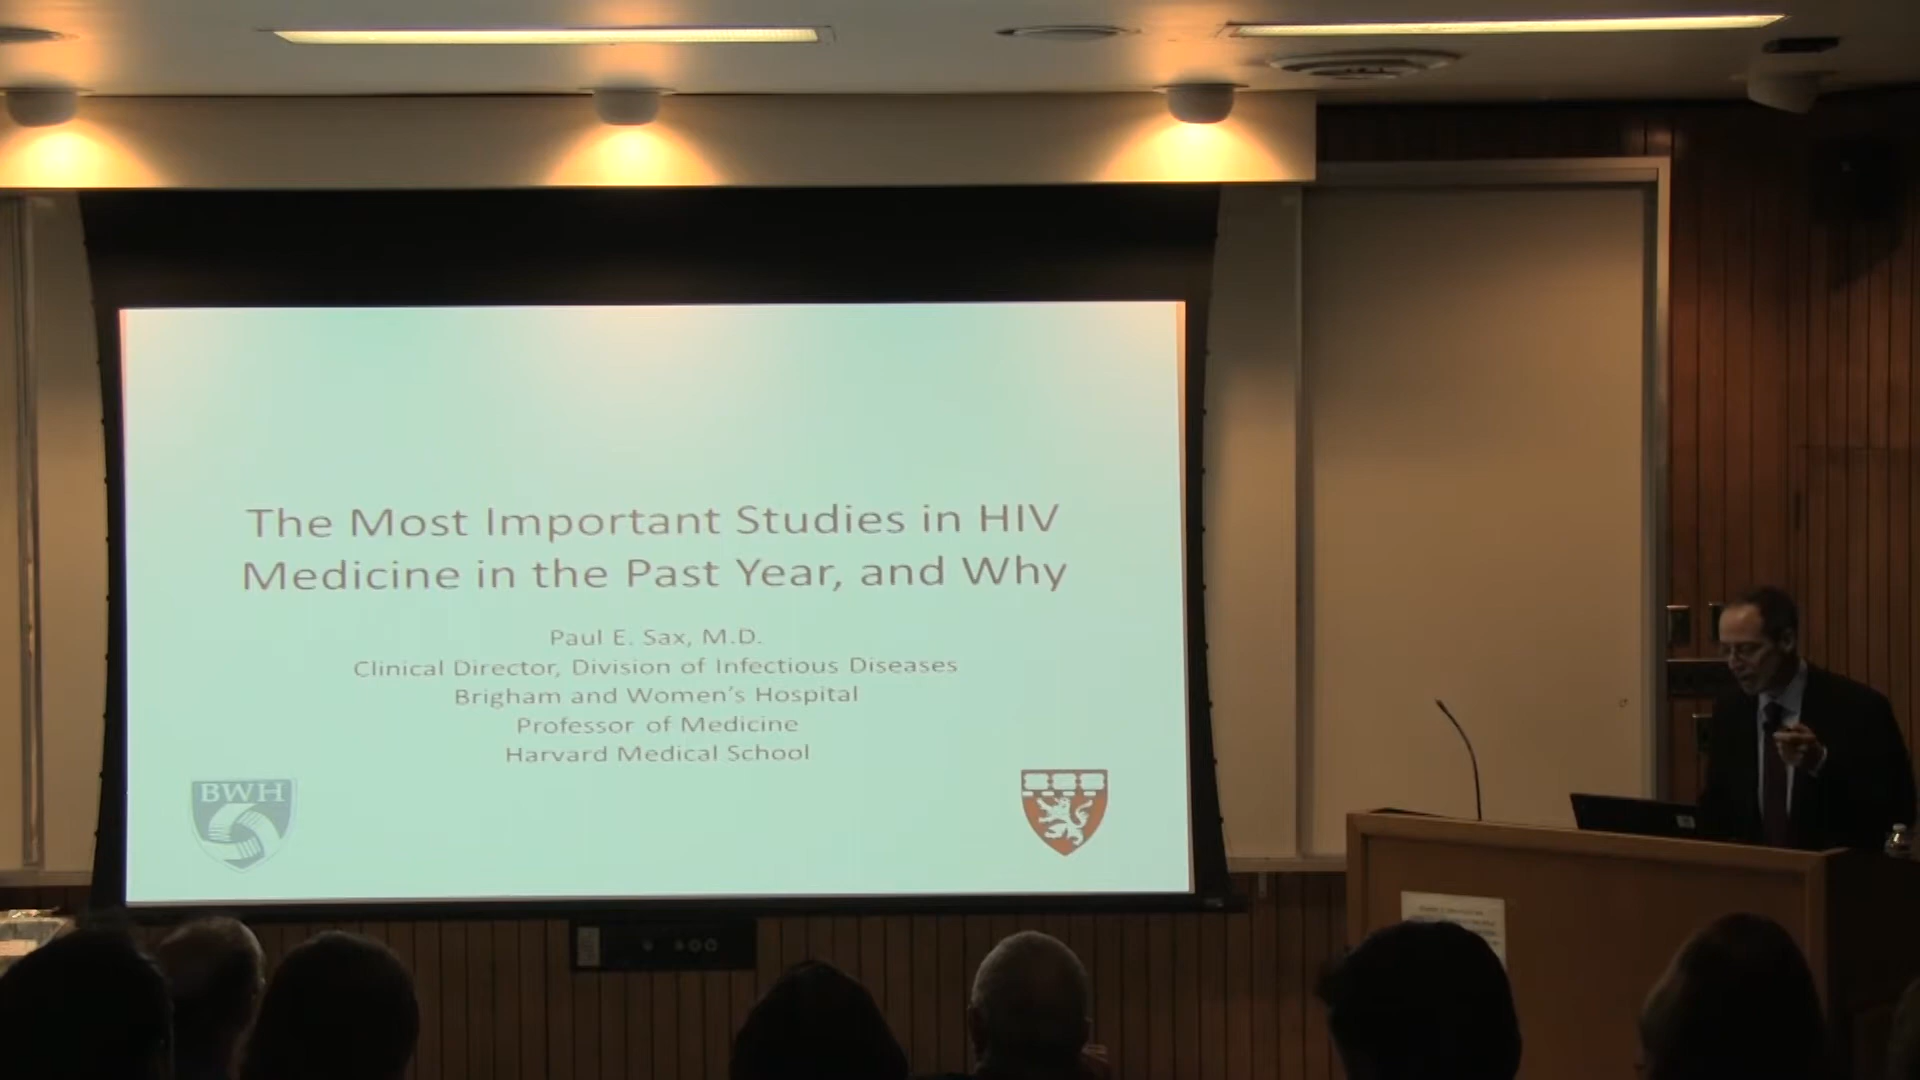 The Most Important Studies in HIV
Medicine in the Past Year, and Why
Paul E. Sax, M.D.
Clinical Director, Division of Infectious Diseases
Brigham and Women's Hospital
Professor of Medicine
Harvard Medical School
BWH